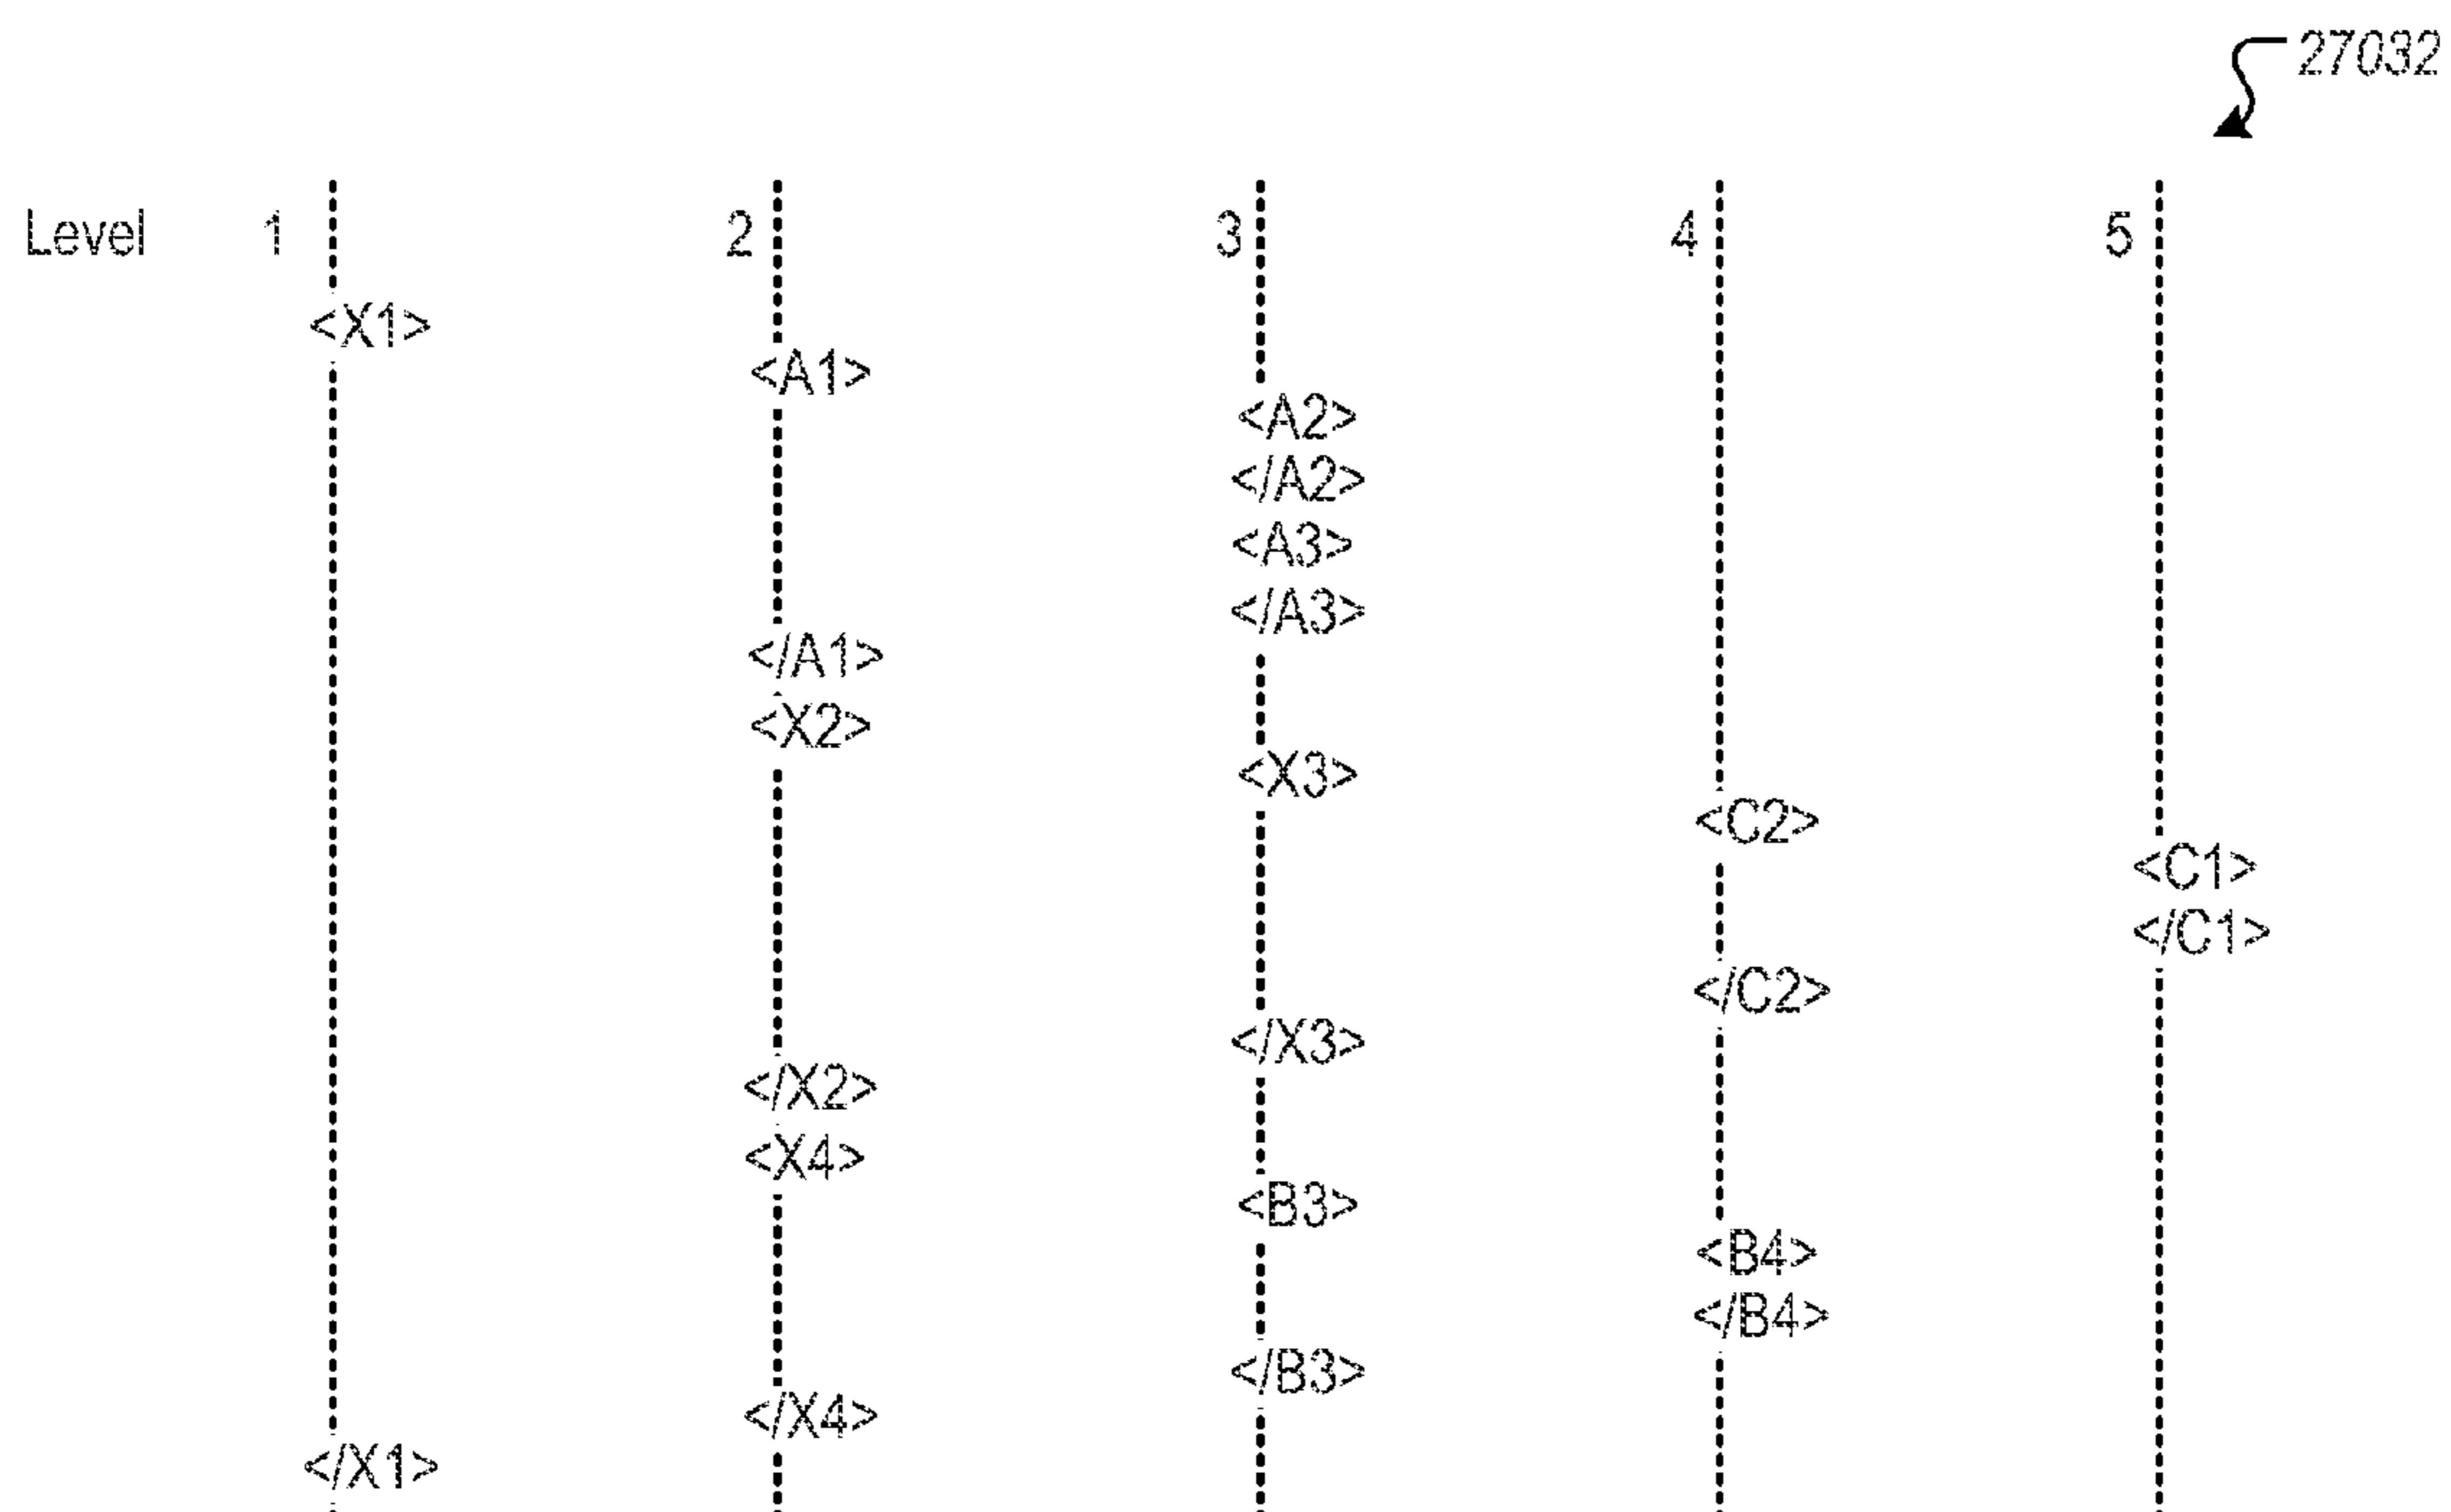 27032
Level 1 2 3 4 5
<X1>
<A1>
<A2>
</A2>
<A3>
</A3>
</A1>
<X2>
<X3>
<C2>
<C1>
</C1>
</C2>
</X3>
</X2>
<X4>
<B3>
<B4>
</B4>
</B3>
</X4>
</X1>